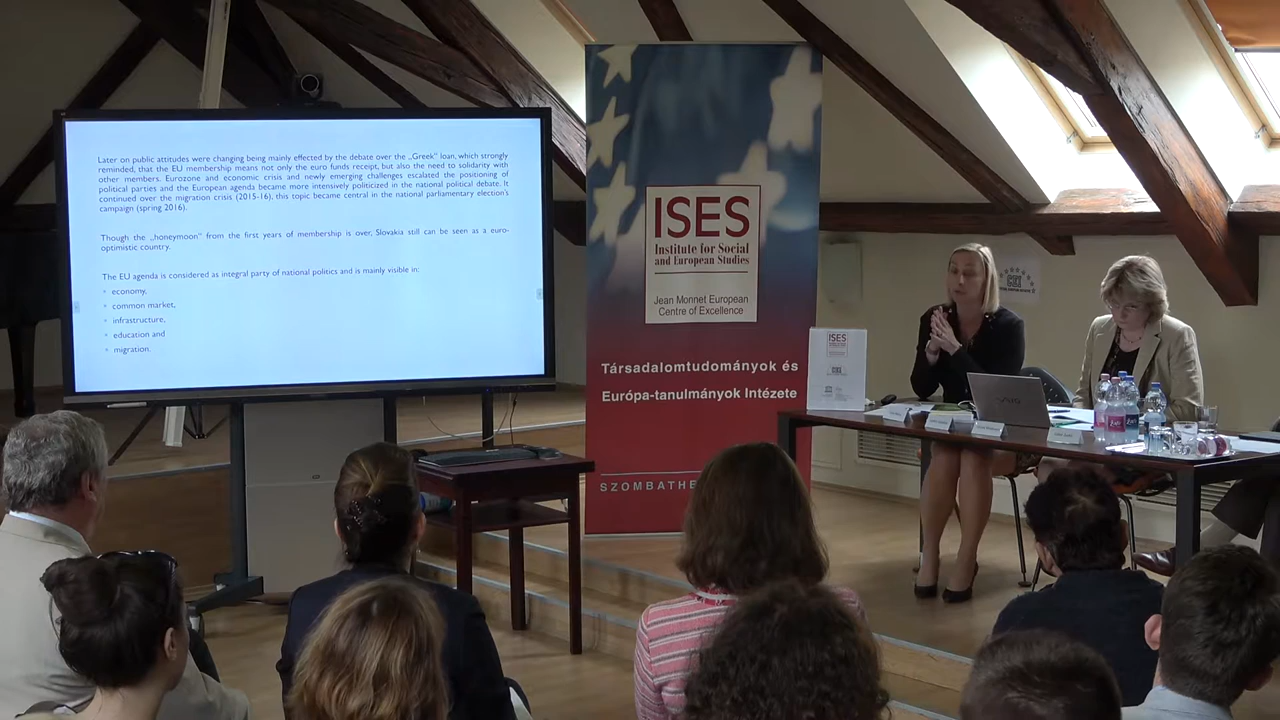 Later on public attitudes were changing being mainly effected by the debate over the „Greek" loan, which strongly
reminded, that the EU membership means not only the euro funds receipt, but also the need to solidarity with
other members. Eurozone and economic crisis and newly emerging challenges escalated the positioning of
political parties and the European agenda became more intensively politicized in the national political debate. It
continued over the migration crisis (2015-16), this topic became central in the national parliamentary election's
campaign (spring 2016).
Though the „honeymoon" from the first years of membership is over, Slovakia still can be seen as a euro-
optimistic country.
The EU agenda is considered as integral party of national politics and is mainly visible in:
economy,
common market,
infrastructure,
education and
migration.
ISES
Institute for Social
and European Studies
Jean Monnet European
Centre of Excellence
Társadalomtudományok és
Európa-tanulmányok Intézete
SZOMBATHE
ISES